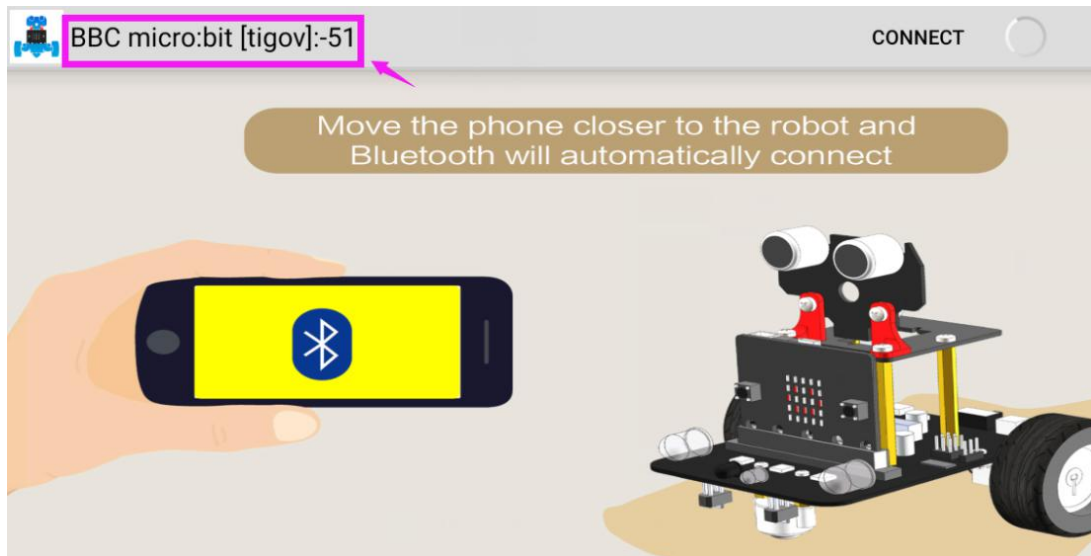 BBC micro:bit [tigov]:-51
CONNECT
Move the phone closer to the robot and
Bluetooth will automatically connect